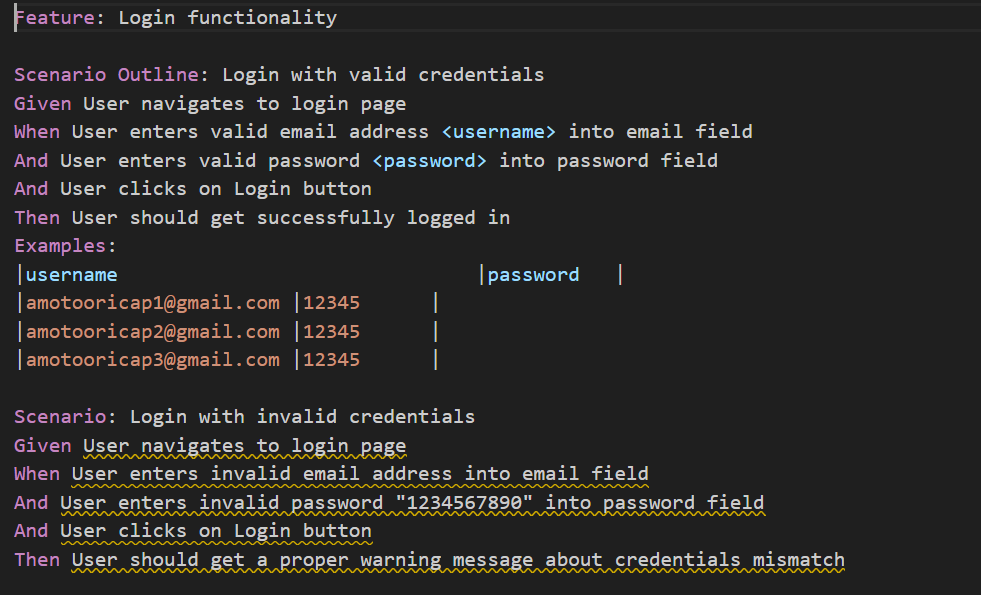 Feature: Login functionality
Scenario Outline: Login with valid credentials
Given User navigates to login page
When User enters valid email address <username> into email field
And User enters valid password <password> into password field
And User clicks on Login button
Then User should get successfully logged in
Examples:
|username |password |
|amotooricap1@gmail.com |12345 |
|amotooricap2@gmail.com |12345 |
|amotooricap3@gmail.com |12345 |
Scenario: Login with invalid credentials
Given User navigates to login page
When User enters invalid email address into email field
And User enters invalid password "1234567890" into password field
And User clicks on Login button
Then User should get a proper warning message about credentials mismatch